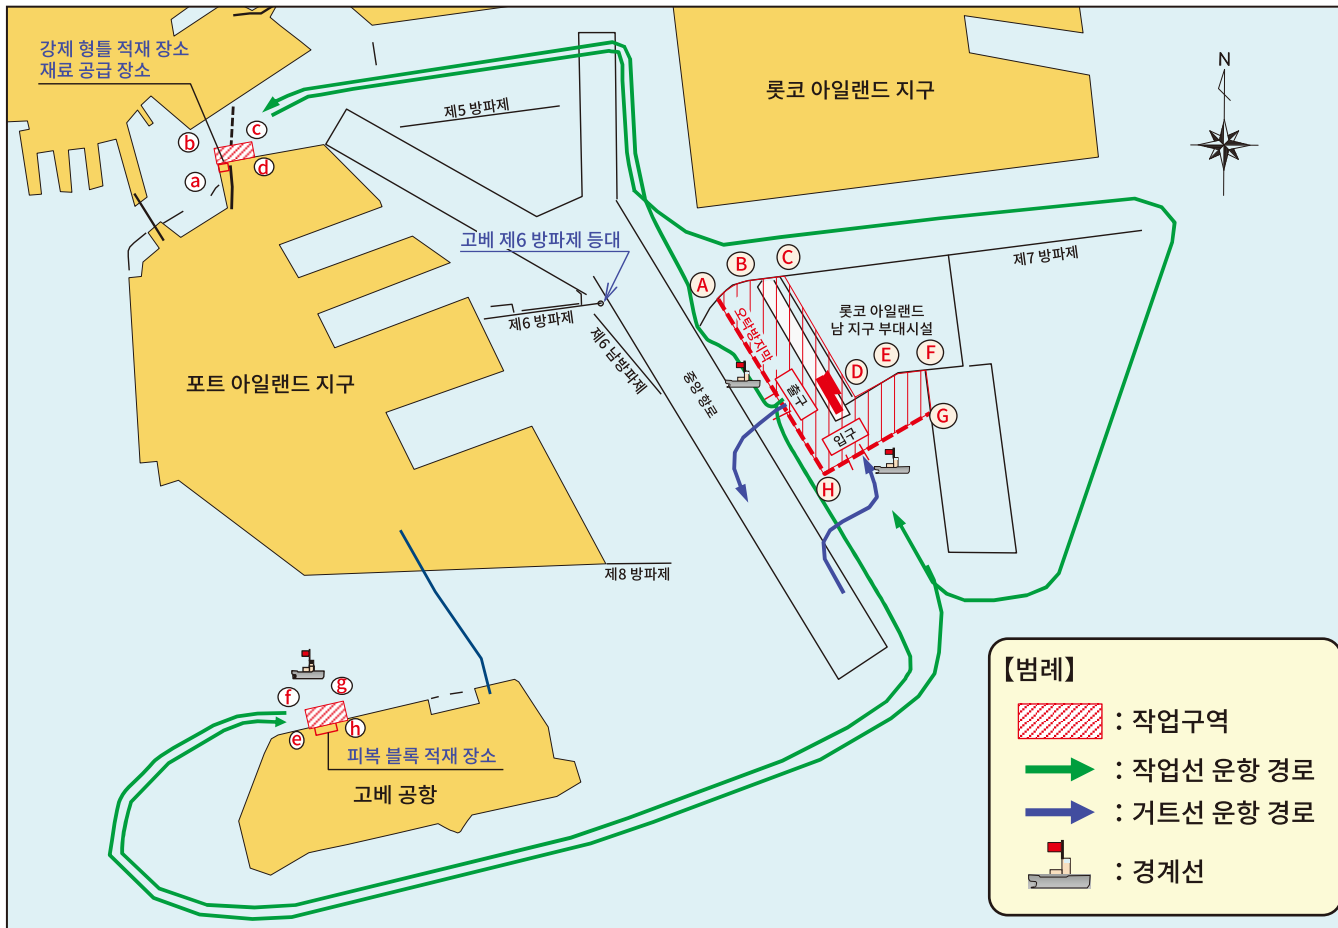 강제 형틀 적재 장소
재료 공급 장소
b
c
a
d
제5 방파제
롯코 아일랜드 지구
N
고베 제6 방파제 등대
제6 방파제
제6 남방파제
중앙 항로
A
B
C
제7 방파제
오탁방지막
롯코 아일랜드
남 지구 부대시설
D
E
F
G
H
출구
입구
포트 아일랜드 지구
제8 방파제
f
g
e
h
피복 블록 적재 장소
고베 공항
【범례】
: 작업구역
: 작업선 운항 경로
: 거트선 운항 경로
: 경계선